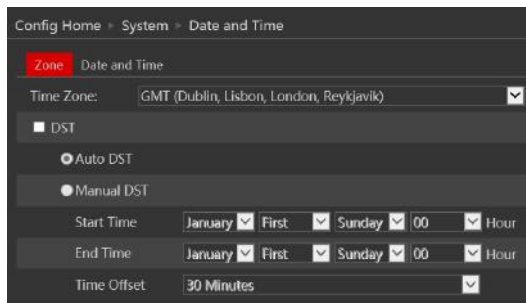 Config Home » System » Date and Time
Zone Date and Time
Time Zone: GMT (Dublin, Lisbon, London, Reykjavik)
DST
Auto DST
Manual DST
Start Time January First Sunday 00 Hour
End Time January First Sunday 00 Hour
Time Offset 30 Minutes